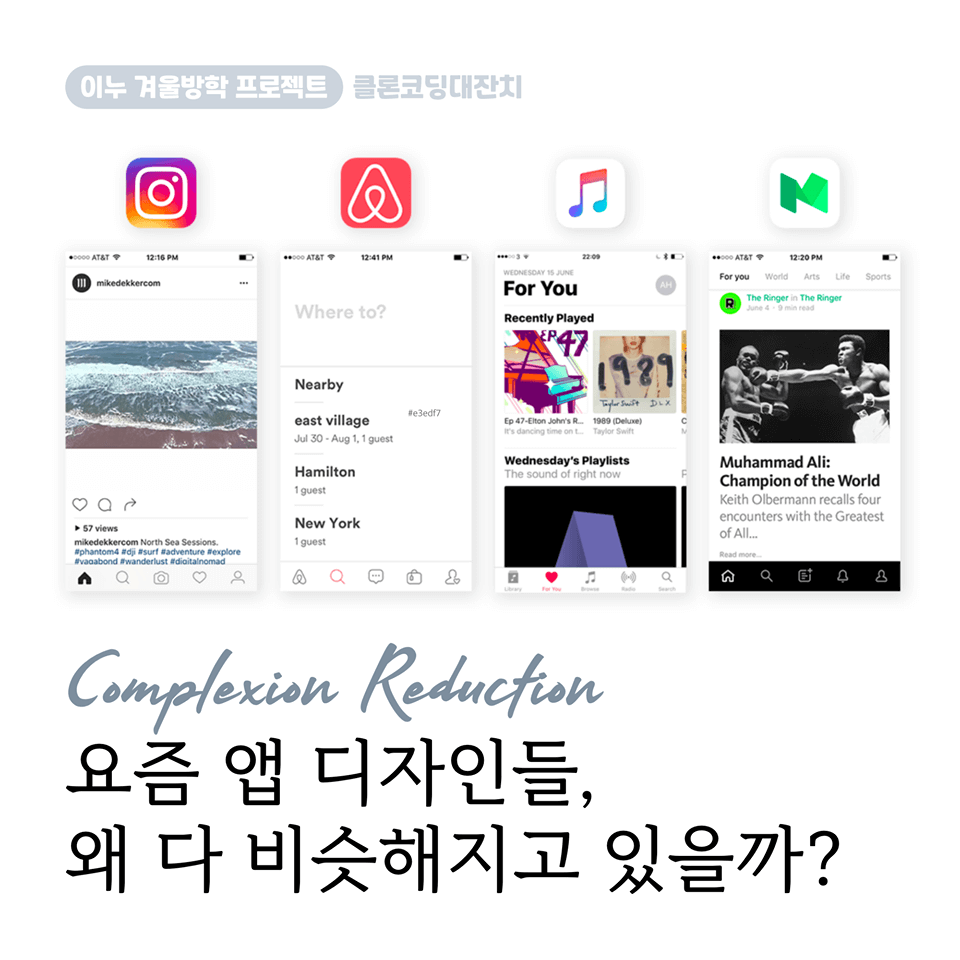 이누 겨울방학 프로젝트 클론코딩대잔치
AT&T 12:16 PM
mikedekkercom
57 views
mikedekkercom North Sea Sessions.
#phantom4 #dji #surf #adventure #explore
#vagabond #wanderlust #digitalnomad
AT&T 12:41 PM
Where to?
Nearby
east village
#e3edf7
Jul 30 - Aug 1, 1 guest
Hamilton
1 guest
New York
1 guest
3 22:09
WEDNESDAY 15 JUNE
For You
AH
Recently Played
EP 47
1989
Taylor Swift DLX
Ep 47-Elton John's R...
It's dancing time on t...
1989 (Deluxe)
Taylor Swift
Wednesday's Playlists
The sound of right now
Library For You Browse Radio Search
AT&T 12:20 PM
For you World Arts Life Sports
R
The Ringer in The Ringer
June 4 · 9 min read
Muhammad Ali:
Champion of the World
Keith Olbermann recalls four
encounters with the Greatest
of All...
Read more...
Complexion Reduction
요즘 앱 디자인들,
왜 다 비슷해지고 있을까?